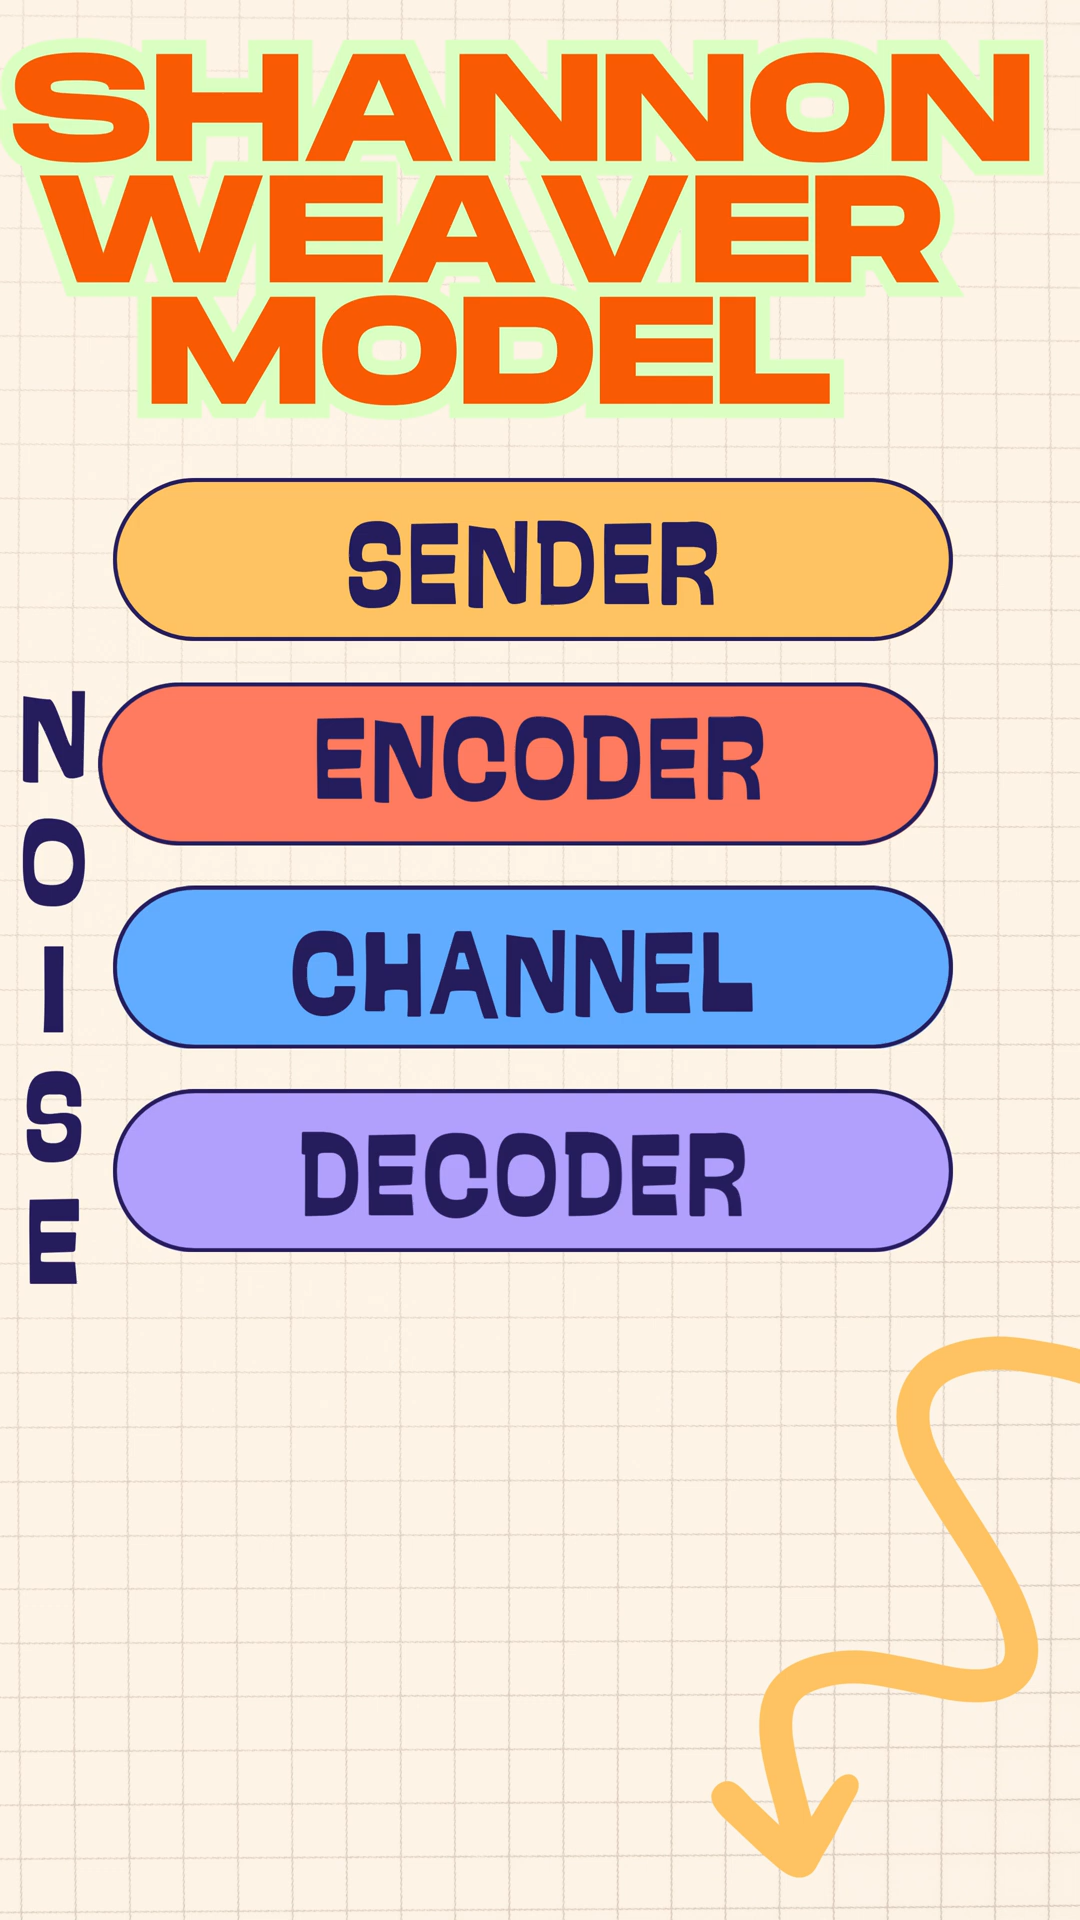 SHANNON
WEAVER
MODEL
SENDER
NOISE
ENCODER
CHANNEL
DECODER